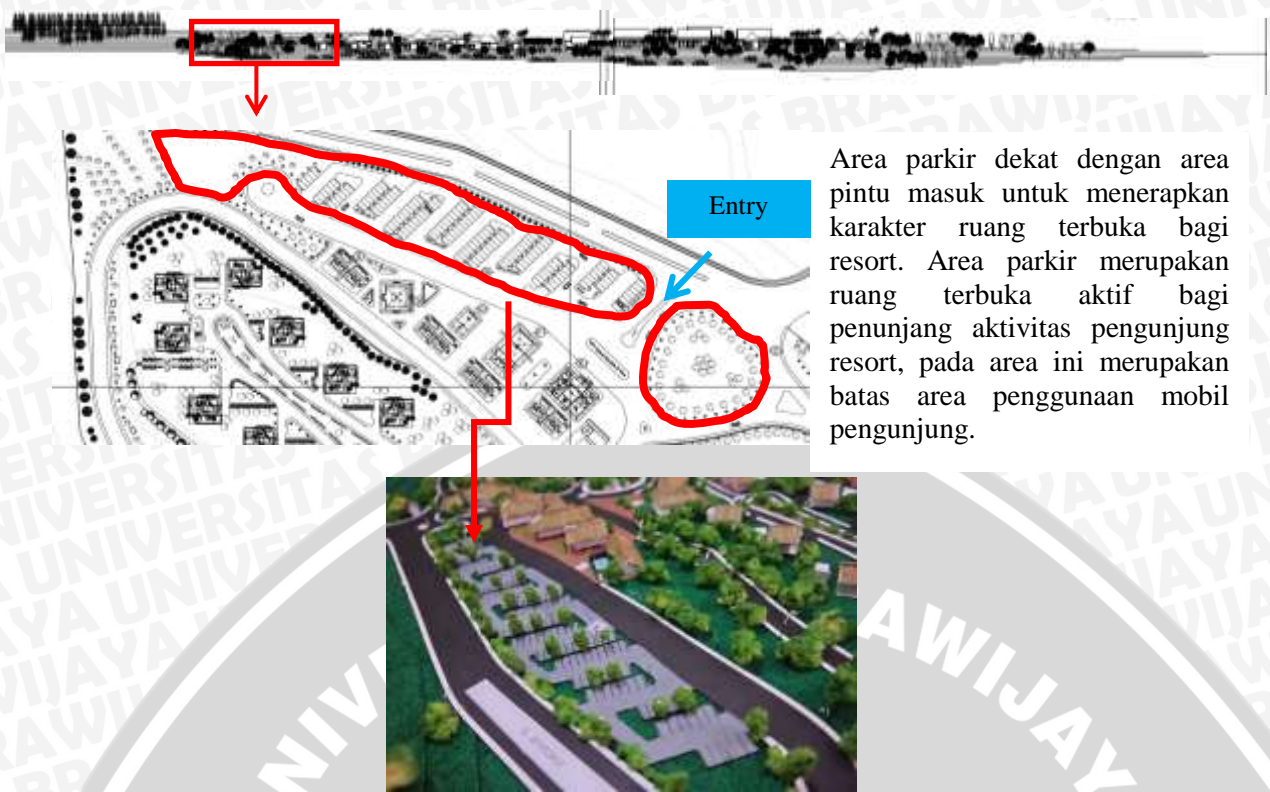 Entry
Area parkir dekat dengan area
pintu masuk untuk menerapkan
karakter ruang terbuka bagi
resort. Area parkir merupakan
ruang terbuka aktif bagi
penunjang aktivitas pengunjung
resort, pada area ini merupakan
batas area penggunaan mobil
pengunjung.